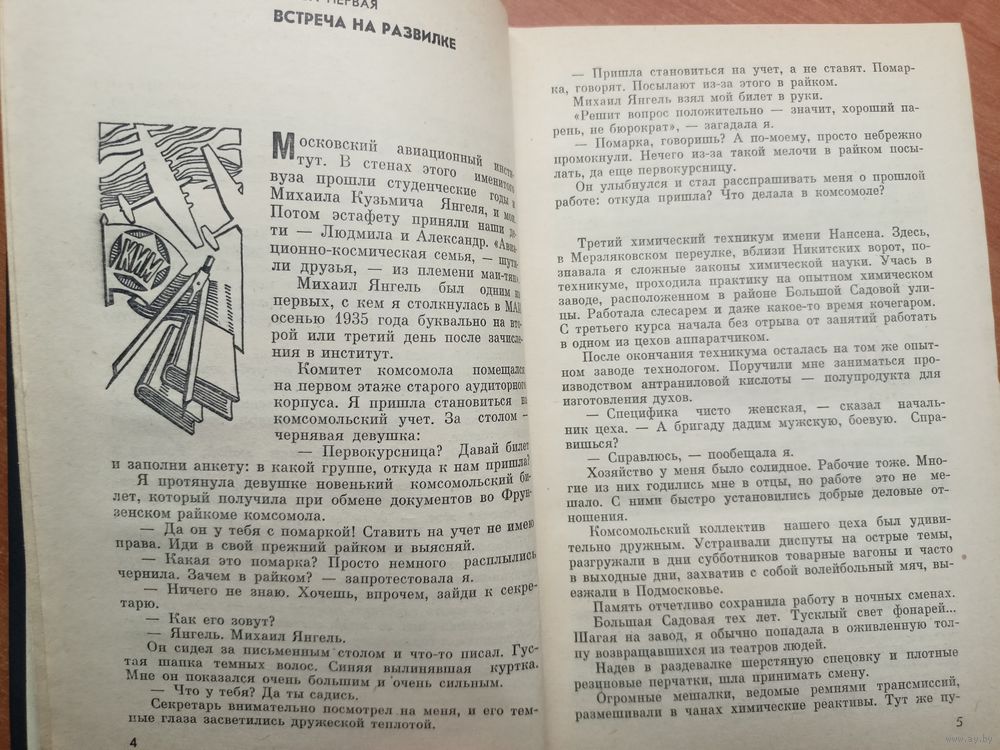 ПЕРВАЯ
ВСТРЕЧА НА РАЗВИЛКЕ
КИМ
Московский авиационный инсти-
тут. В стенах этого именитого
вуза прошли студенческие годы и
Михаила Кузьмича Янгеля, и мои.
Потом эстафету приняли наши де-
ти — Людмила и Александр. «Авиа-
ционно-космическая семья, — шути-
ли друзья, — из племени маи-тян».
Михаил Янгель был одним из
первых, с кем я столкнулась в МАИ
осенью 1935 года буквально на вто-
рой или третий день после зачисле-
ния в институт.
Комитет комсомола помещался
на первом этаже старого аудиторного
корпуса. Я пришла становиться на
комсомольский учет. За столом —
чернявая девушка:
— Первокурсница? Давай билет
и заполни анкету: в какой группе, откуда к нам пришла?
Я протянула девушке новенький комсомольский би-
лет, который получила при обмене документов во Фрун-
зенском райкоме комсомола.
— Да он у тебя с помаркой! Ставить на учет не имею
права. Иди в свой прежний райком и выясняй.
— Какая это помарка? Просто немного расплылись
чернила. Зачем в райком? — запротестовала я.
— Ничего не знаю. Хочешь, впрочем, зайди к секре-
тарю.
— Как его зовут?
— Янгель. Михаил Янгель.
Он сидел за письменным столом и что-то писал. Гус-
тая шапка темных волос. Синяя вылинявшая куртка.
Мне он показался очень большим и очень сильным.
— Что у тебя? Да ты садись.
Секретарь внимательно посмотрел на меня, и его тем-
ные глаза засветились дружеской теплотой.
4
— Пришла становиться на учет, а не ставят. Помар-
ка, говорят. Посылают из-за этого в райком.
Михаил Янгель взял мой билет в руки.
«Решит вопрос положительно — значит, хороший па-
рень, не бюрократ», — загадала я.
— Помарка, говоришь? А по-моему, просто небрежно
промокнули. Нечего из-за такой мелочи в райком посы-
лать, да еще первокурсницу.
Он улыбнулся и стал расспрашивать меня о прошлой
работе: откуда пришла? Что делала в комсомоле?
Третий химический техникум имени Нансена. Здесь,
в Мерзляковском переулке, вблизи Никитских ворот, по-
знавала я сложные законы химической науки. Учась в
техникуме, проходила практику на опытном химическом
заводе, расположенном в районе Большой Садовой ули-
цы. Работала слесарем и даже какое-то время кочегаром.
С третьего курса начала без отрыва от занятий работать
в одном из цехов аппаратчиком.
После окончания техникума осталась на том же опыт-
ном заводе технологом. Поручили мне заниматься про-
изводством антраниловой кислоты — полупродукта для
изготовления духов.
— Специфика чисто женская, — сказал началь-
ник цеха. — А бригаду дадим мужскую, боевую. Спра-
вишься?
— Справлюсь, — пообещала я.
Хозяйство у меня было солидное. Рабочие тоже. Мно-
гие из них годились мне в отцы, но работе это не ме-
шало. С ними быстро установились добрые деловые от-
ношения.
Комсомольский коллектив нашего цеха был удиви-
тельно дружным. Устраивали диспуты на острые темы,
разгружали в дни субботников товарные вагоны и часто
в выходные дни, захватив с собой волейбольный мяч, вы-
езжали в Подмосковье.
Память отчетливо сохранила работу в ночных сменах.
Большая Садовая тех лет. Тусклый свет фонарей...
Шагая на завод, я обычно попадала в оживленную тол-
пу возвращавшихся из театров людей.
Надев в раздевалке шерстяную спецовку и плотные
резиновые перчатки, шла принимать смену.
Огромные мешалки, ведомые ремнями трансмиссий,
размешивали в чанах химические реактивы. Тут же пу-
5
www.ay.by